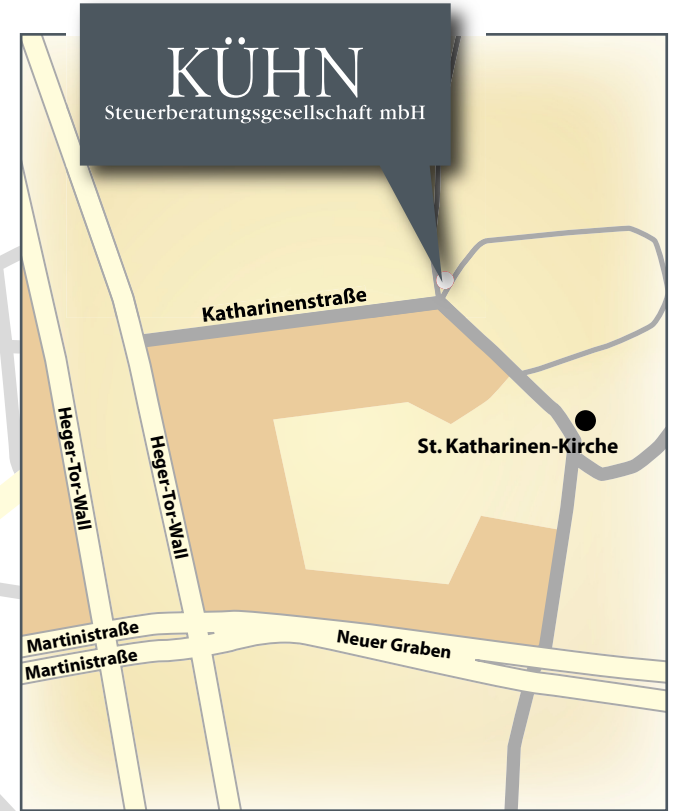 KÜHN
Steuerberatungsgesellschaft mbH
Katharinenstraße
Heger-Tor-Wall
Heger-Tor-Wall
St. Katharinen-Kirche
Martinistraße
Martinistraße
Neuer Graben